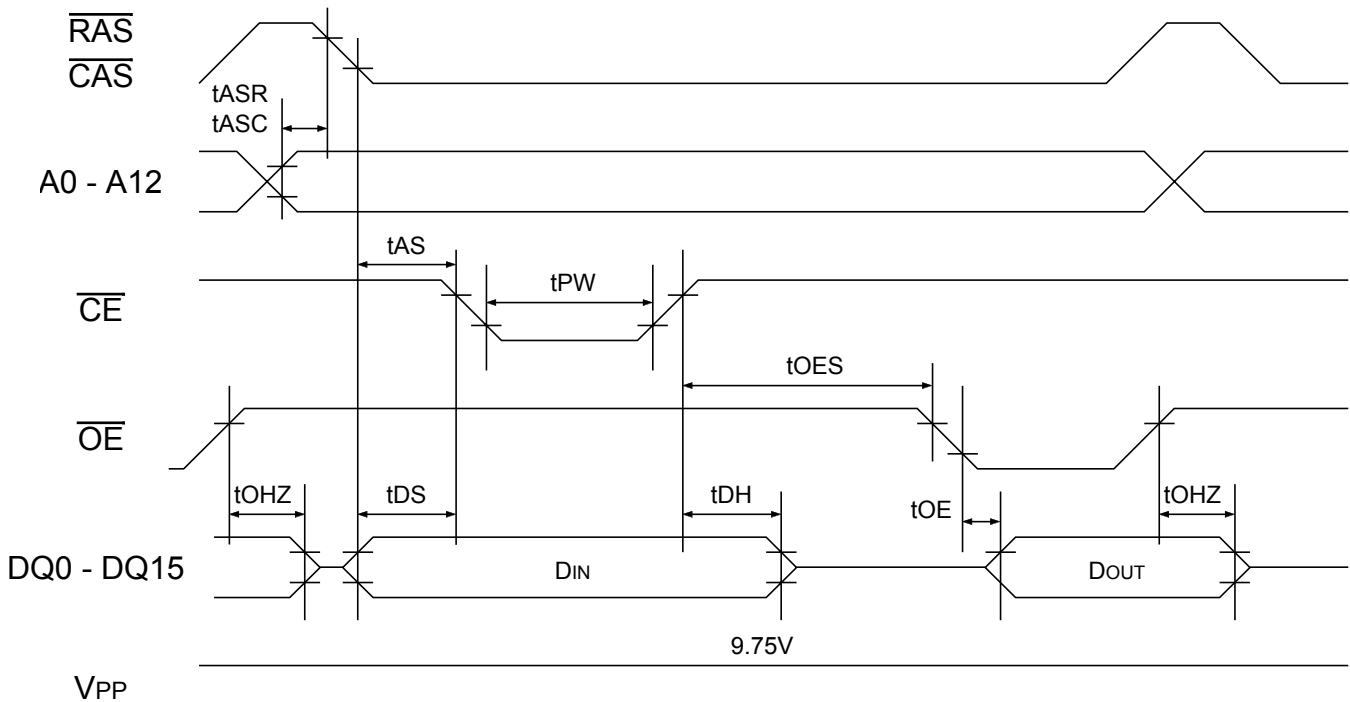 RAS
CAS
tASR
tASC
A0 - A12
tAS
tPW
CE
tOES
OE
tOHZ
tDS
tDH
tOE
tOHZ
DQ0 - DQ15
DIN
DOUT
9.75V
VPP